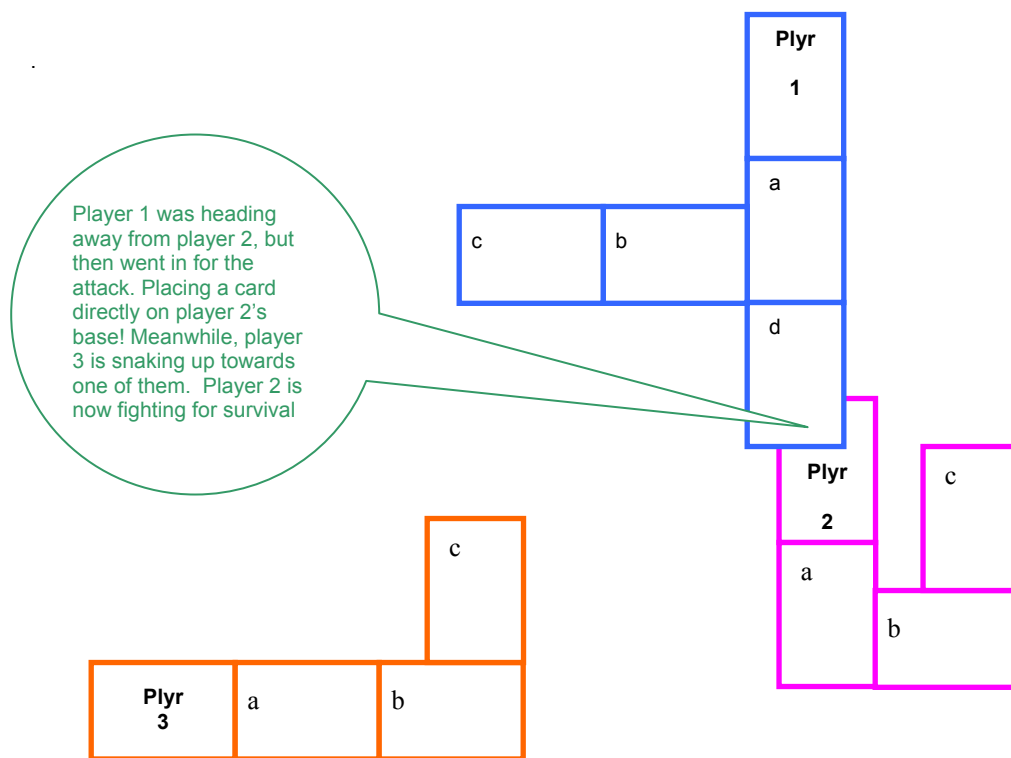 Plyr
1
.
a
Player 1 was heading
away from player 2, but
then went in for the
attack. Placing a card
directly on player 2’s
base! Meanwhile, player
3 is snaking up towards
one of them.  Player 2 is
now fighting for survival
c
b
d
Plyr
2
c
a
b
c
Plyr
3
a
b